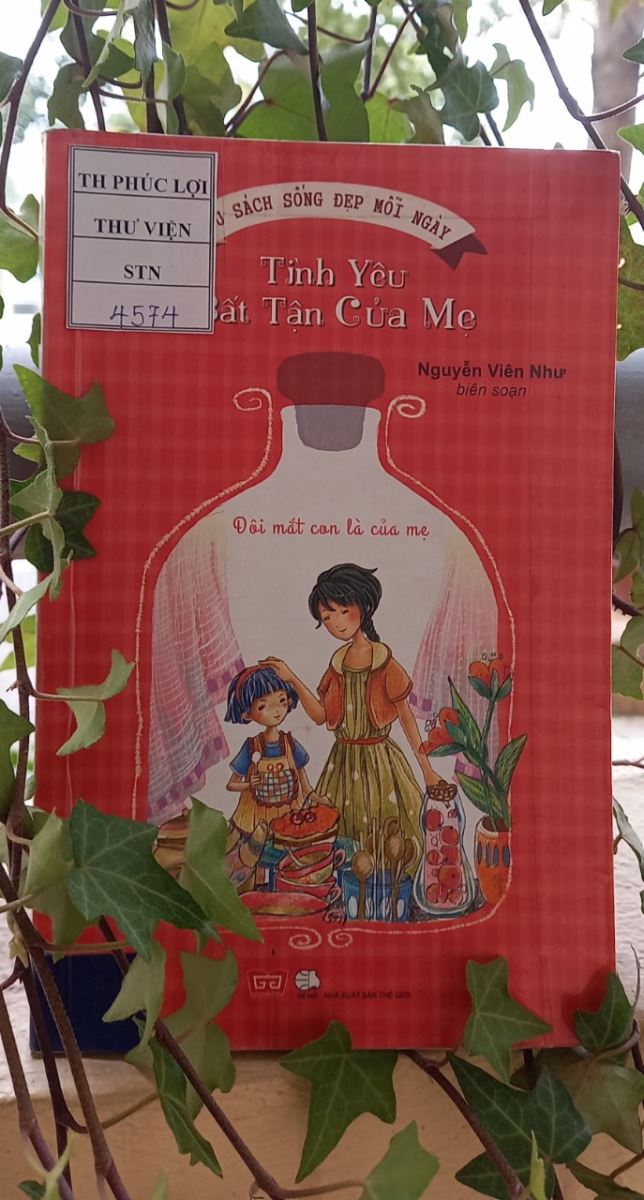 TH PHÚC LỢI
THƯ VIỆN
STN
4574
SÁCH SỐNG ĐẸP MỖI NGÀY
Tình Yêu
Bất Tận Của Mẹ
Nguyễn Viên Như
biên soạn
Đôi mắt con là của mẹ
NHÀ XUẤT BẢN THẾ GIỚI